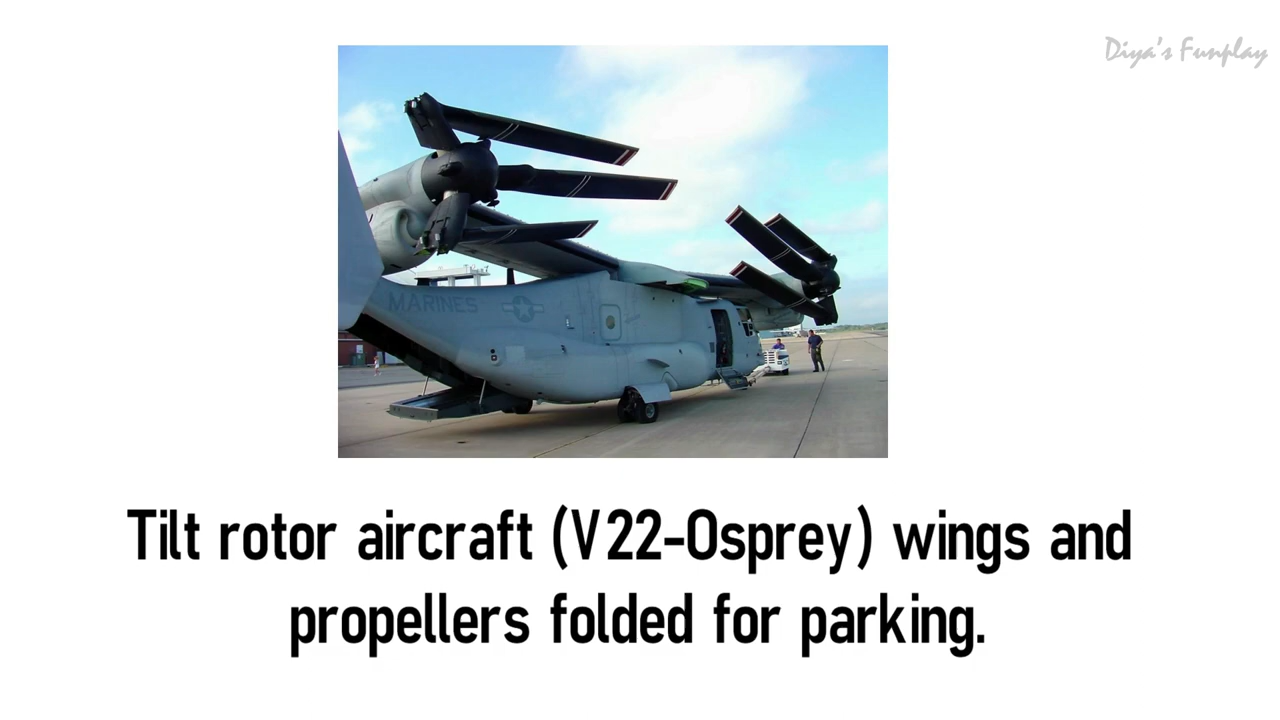 Diya's Funplay
MARINES
Tilt rotor aircraft (V22-Osprey) wings and
propellers folded for parking.